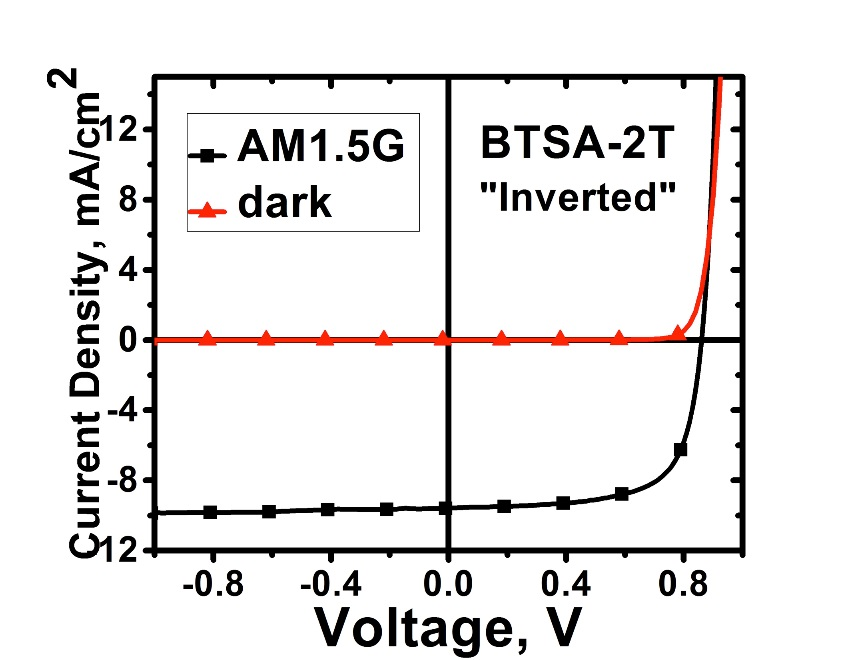 Current Density, mA/cm2
12
8
4
0
-4
-8
-12
AM1.5G
dark
BTSA-2T
"Inverted"
-0.8 -0.4 0.0 0.4 0.8
Voltage, V